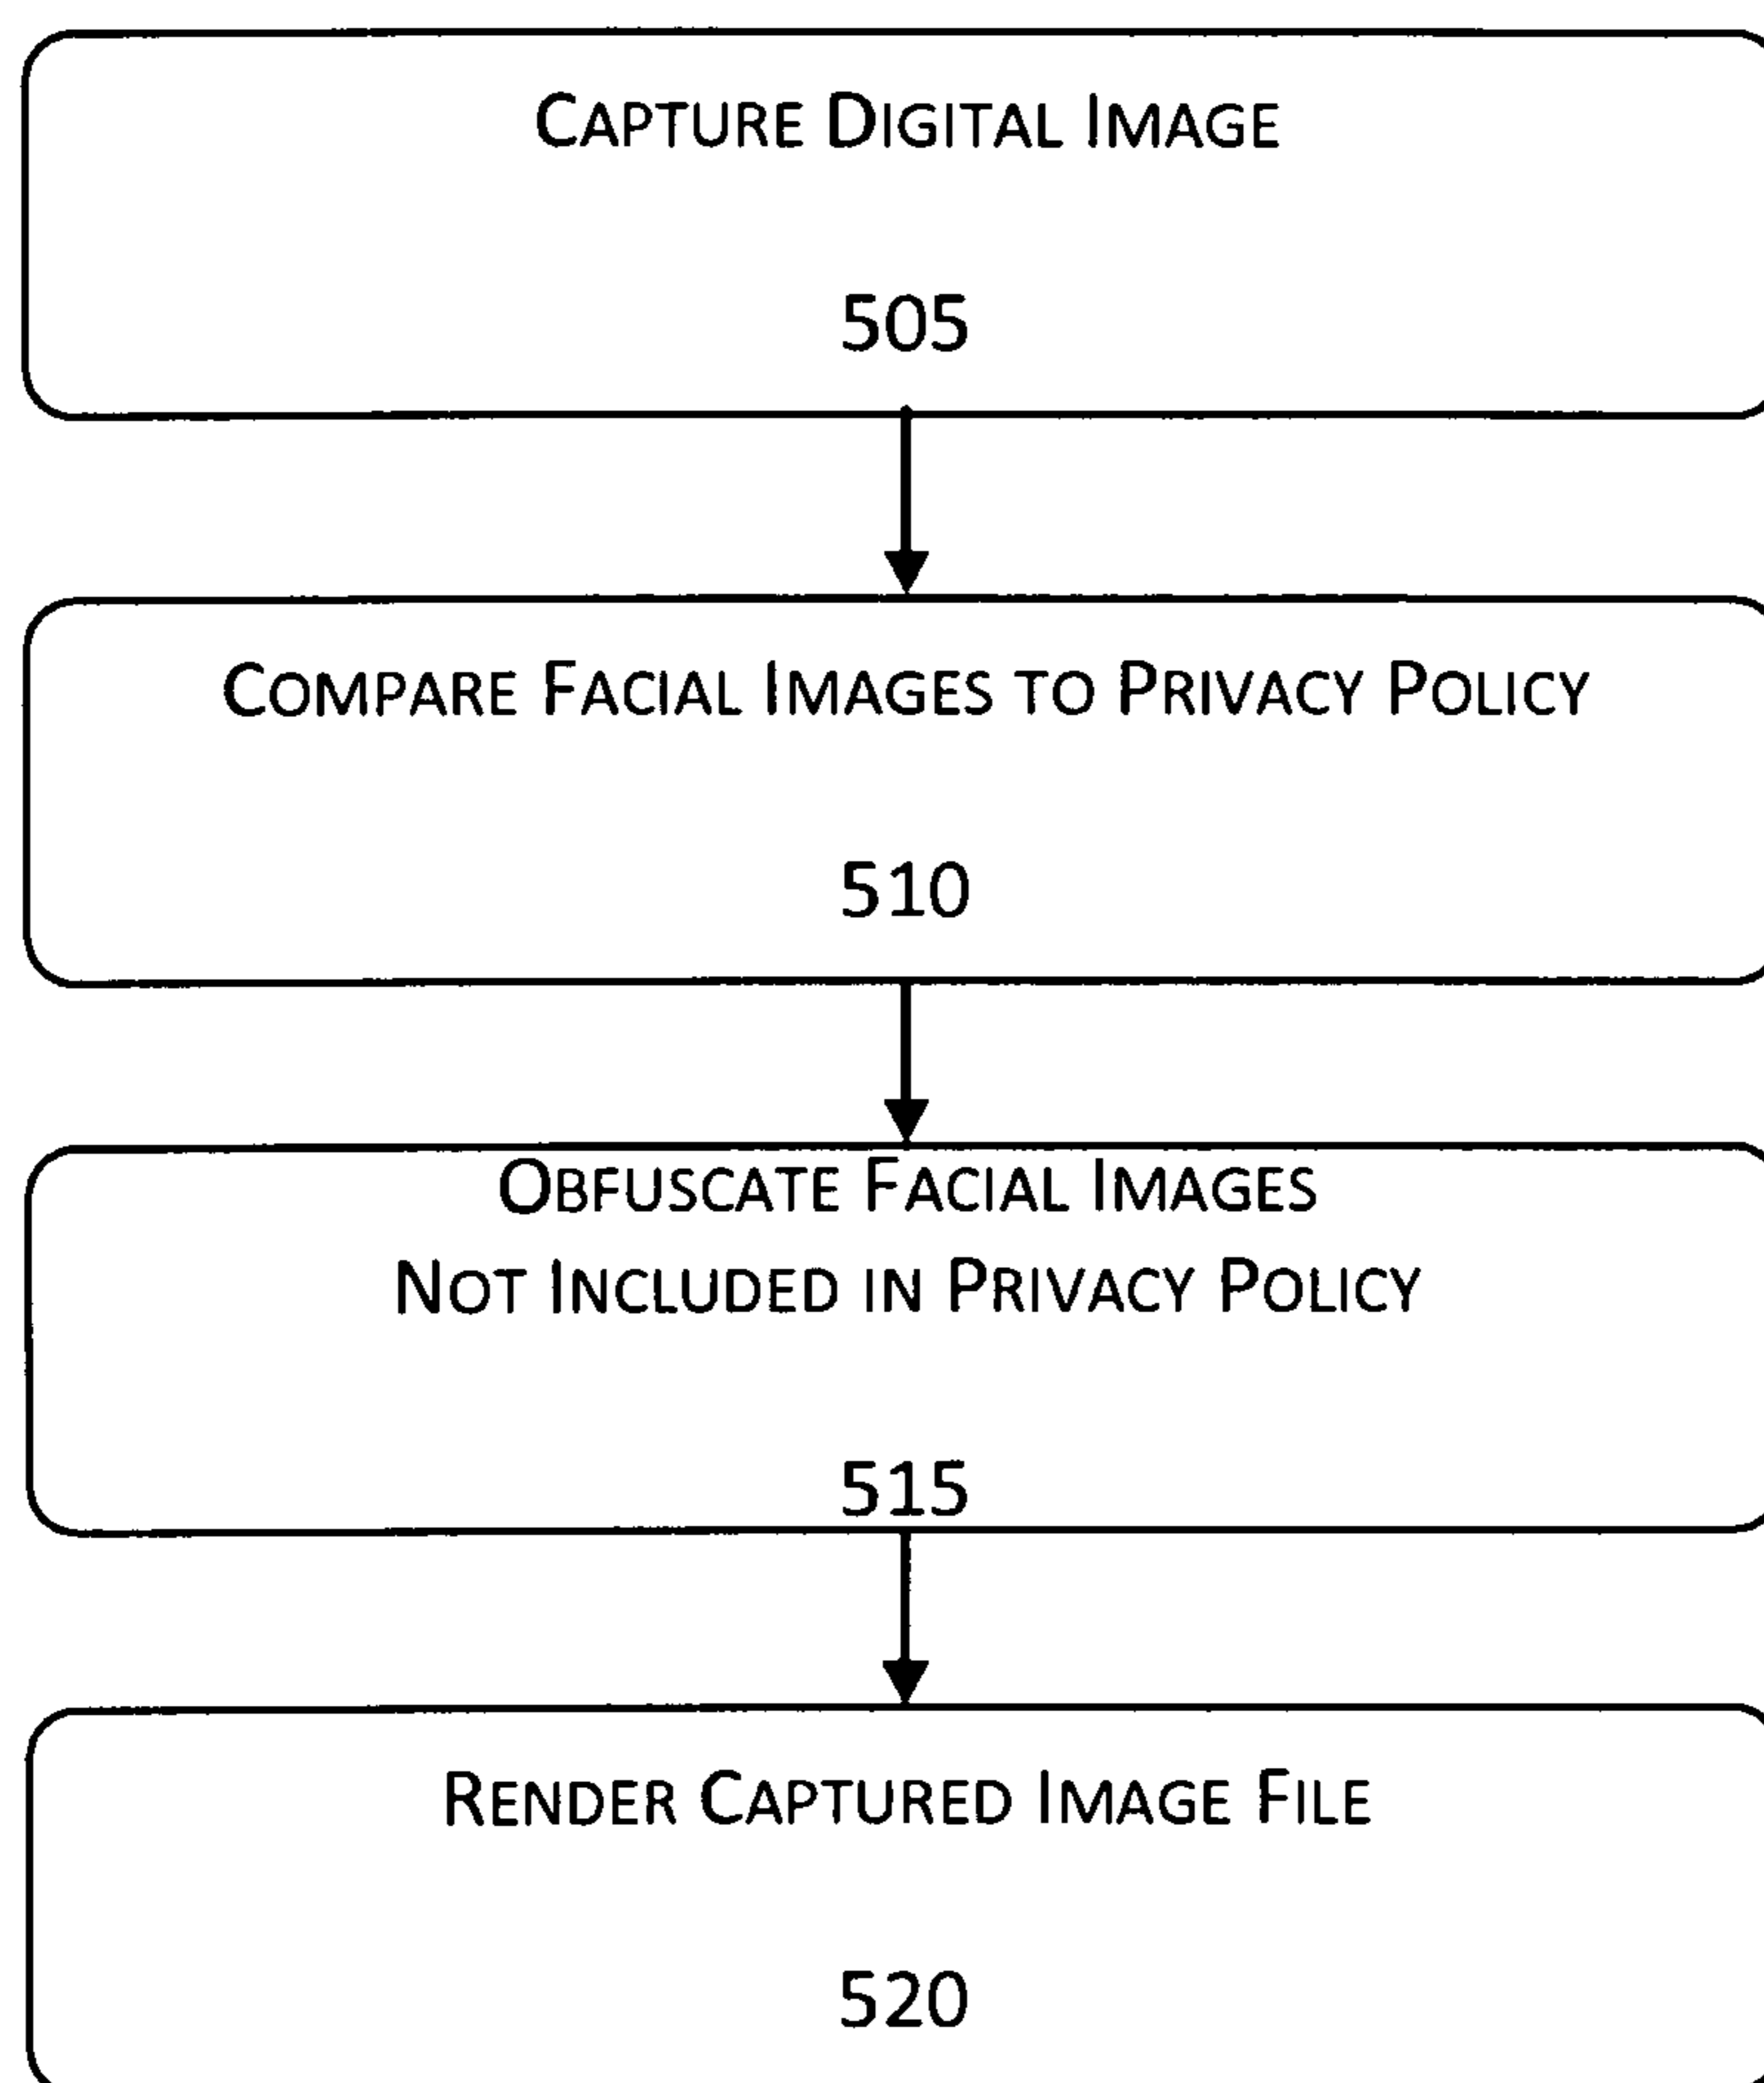 CAPTURE DIGITAL IMAGE
505
COMPARE FACIAL IMAGES TO PRIVACY POLICY
510
OBFUSCATE FACIAL IMAGES
NOT INCLUDED IN PRIVACY POLICY
515
RENDER CAPTURED IMAGE FILE
520